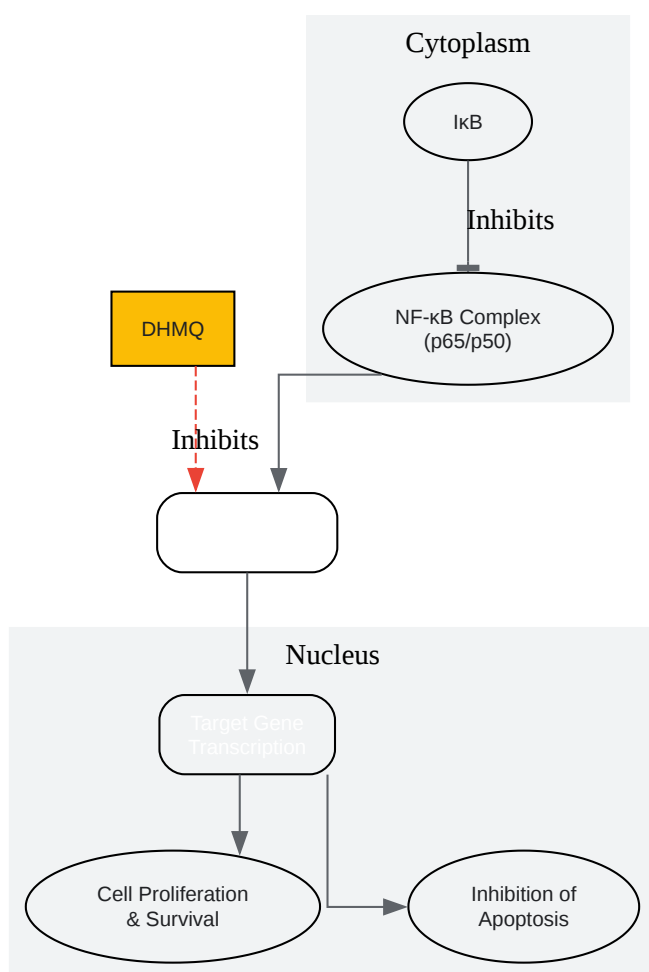 Cytoplasm
IκB
Inhibits
NF-κB Complex
(p65/p50)
DHMQ
Inhibits
Nucleus
Target Gene
Transcription
Cell Proliferation
& Survival
Inhibition of
Apoptosis